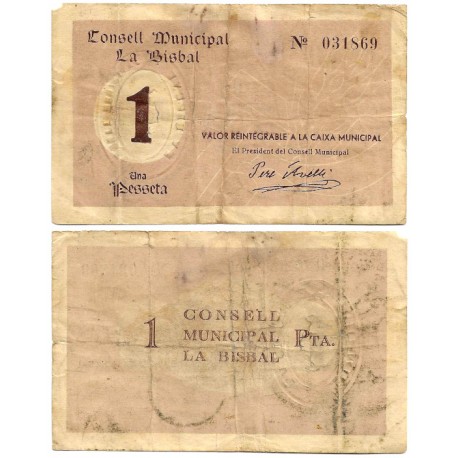 Consell Municipal
La Bisbal
Nº 031869
1
VALOR REINTEGRABLE A LA CAIXA MUNICIPAL
El President del Consell Municipal
Una
Pesseta
1
CONSELL
MUNICIPAL
LA BISBAL
PTA.